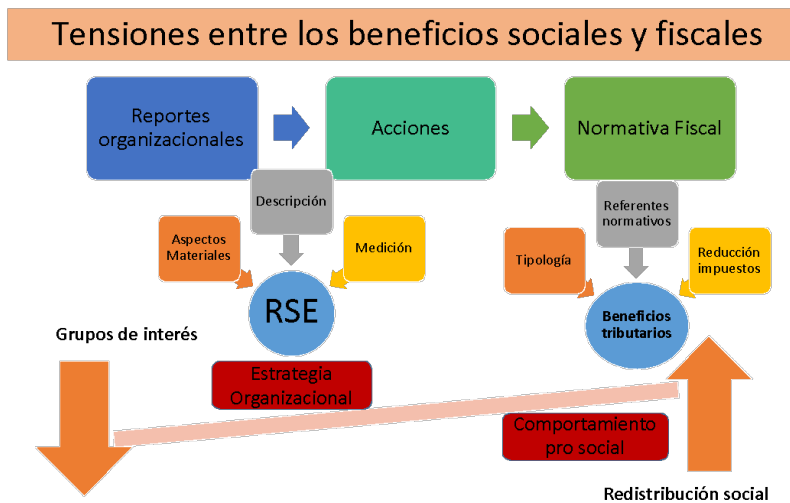 Tensiones entre los beneficios sociales y fiscales
Reportes
organizacionales
Acciones
Normativa Fiscal
Descripción
Aspectos
Materiales
Medición
RSE
Referentes
normativos
Tipología
Reducción
impuestos
Beneficios
tributarios
Grupos de interés
Estrategia
Organizacional
Comportamiento
pro social
Redistribución social